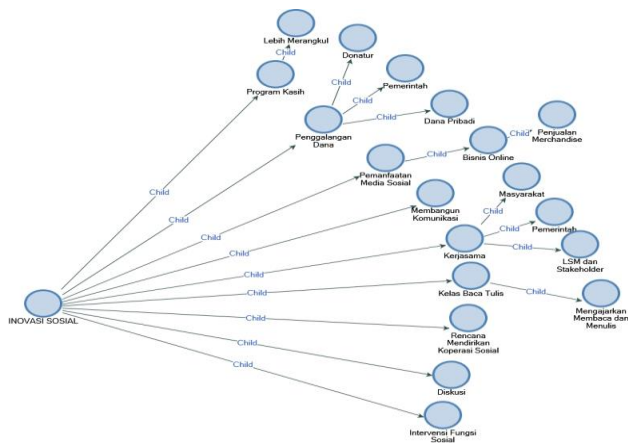 Lebih Merangkul
Child
Program Kasih
Donatur
Child
Pemerintah
Child
Child
Dana Pribadi
Penggalangan
Dana
Child
Child
Penjualan
Merchandise
Bisnis Online
Child
Pemanfaatan
Media Sosial
Child
Child
Membangun
Komunikasi
Child
Masyarakat
Child
Pemerintah
Child
Child
LSM dan
Stakeholder
Kerjasama
Child
Kelas Baca Tulis
Child
Child
Mengajarkan
Membaca dan
Menulis
INOVASI SOSIAL
Child
Rencana
Mendirikan
Koperasi Sosial
Child
Diskusi
Child
Intervensi Fungsi
Sosial